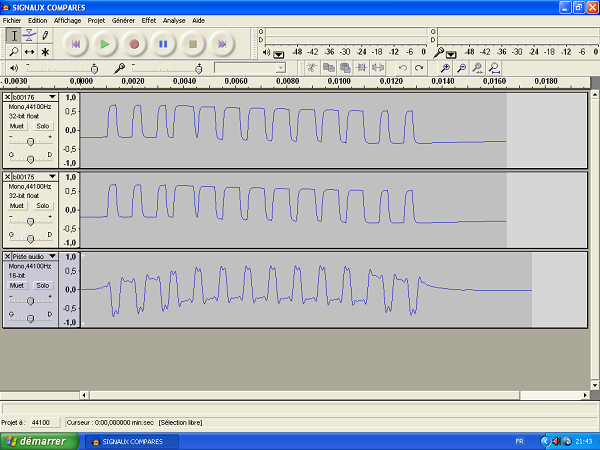 SIGNAUX COMPARES
Fichier Edition Affichage Projet Générer Effet Analyse Aide
G
D
-48 -42 -36 -30 -24 -18 -12 -6 0
G
D
-48 -42 -36 -30 -24 -18 -12 -6 0
- + - +
-0,0030 0,0000 0,0020 0,0040 0,0060 0,0080 0,0100 0,0120 0,0140 0,0160 0,0180
b00176
Mono,44100Hz
32-bit float
Muet Solo
- +
G D
1,0
0,5
0,0
-0,5
-1,0
b00175
Mono,44100Hz
32-bit float
Muet Solo
- +
G D
1,0
0,5
0,0
-0,5
-1,0
Piste audio
Mono,44100Hz
16-bit
Muet Solo
- +
G D
1,0
0,5
0,0
-0,5
-1,0
Projet à : 44100 Curseur : 0:00,000000 min:sec [Sélection libre]
démarrer SIGNAUX COMPARES FR 21:43